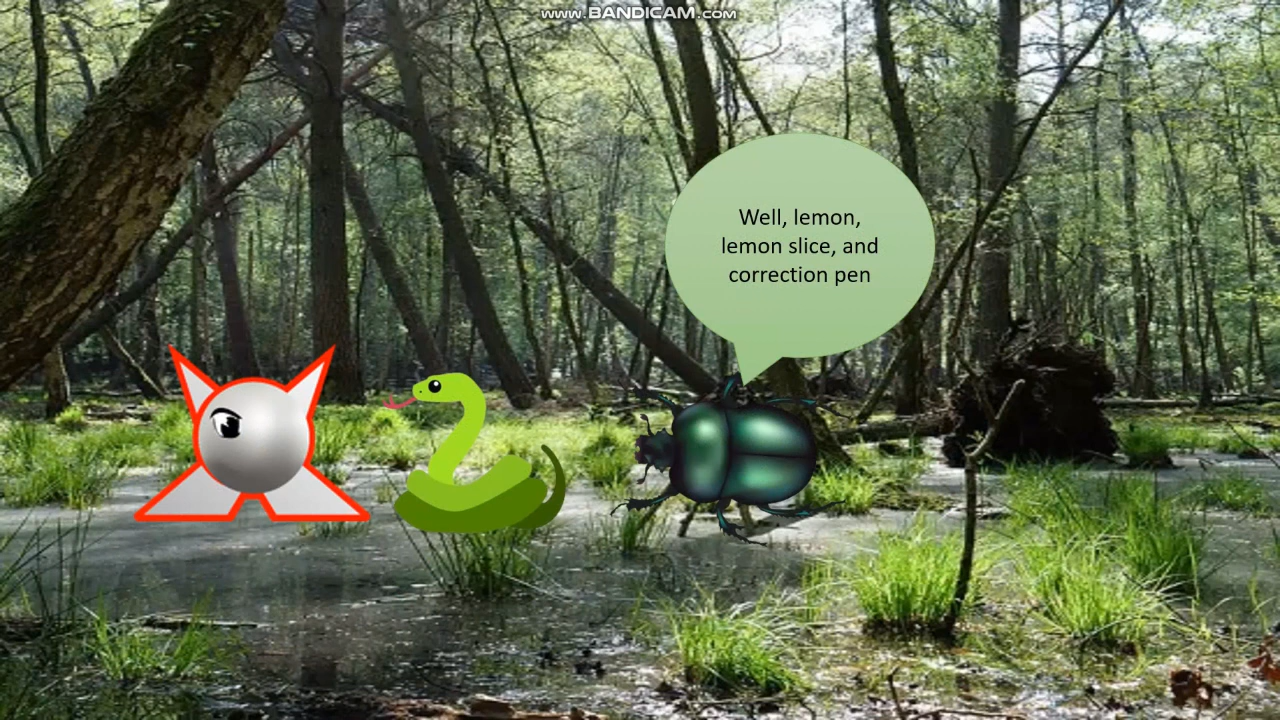 www.BANDICAM.com
Well, lemon,
lemon slice, and
correction pen